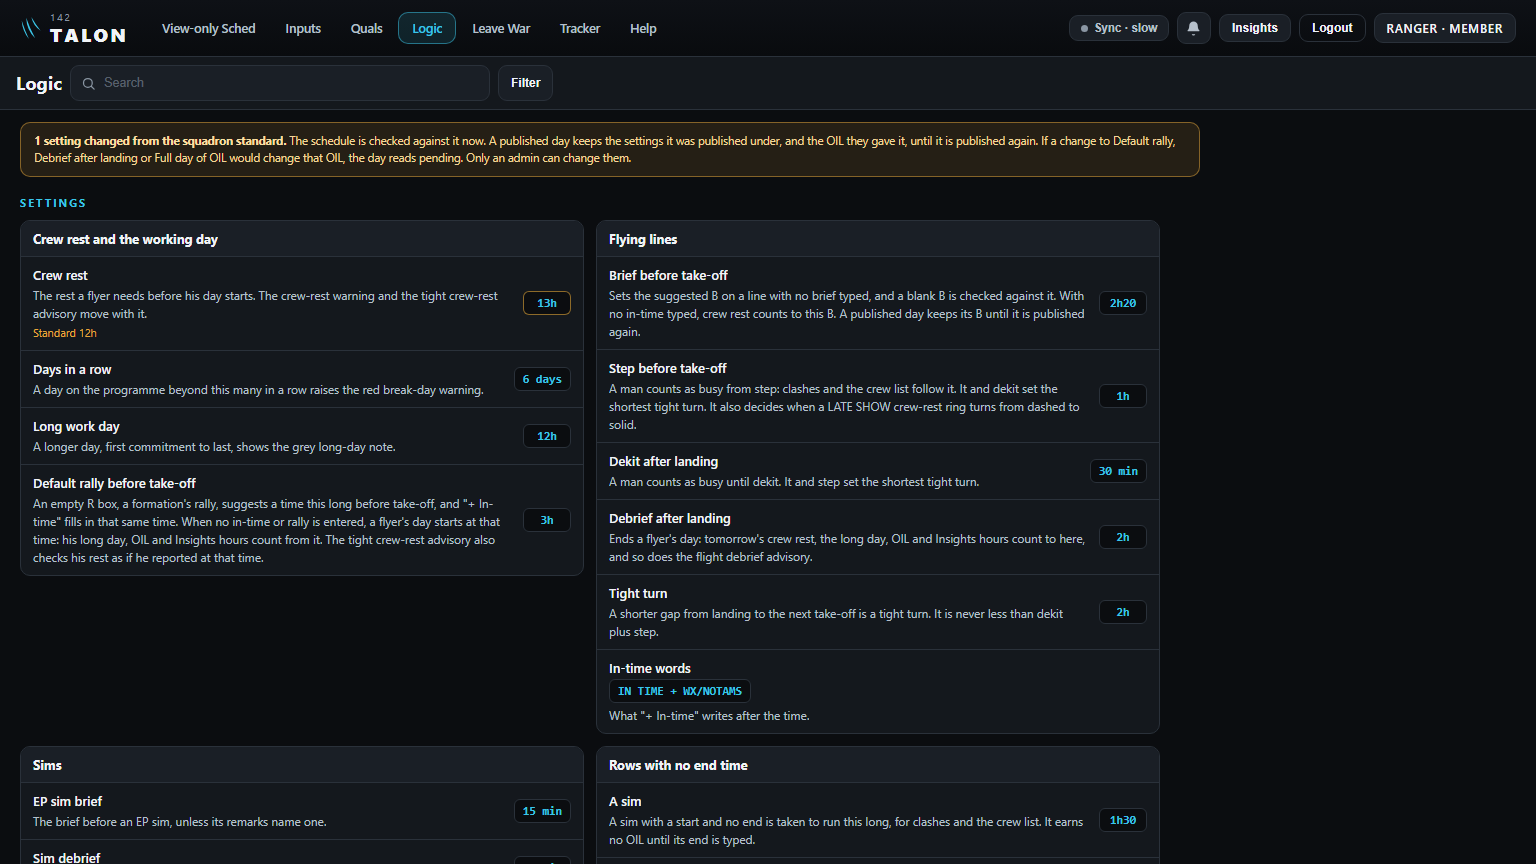 142
TALON
View-only Sched
Inputs
Quals
Logic
Leave War
Tracker
Help
Sync · slow
Insights
Logout
RANGER · MEMBER
Logic
Search
Filter
1 setting changed from the squadron standard. The schedule is checked against it now. A published day keeps the settings it was published under, and the OIL they gave it, until it is published again. If a change to Default rally,
Debrief after landing or Full day of OIL would change that OIL, the day reads pending. Only an admin can change them.
SETTINGS
Crew rest and the working day
Crew rest
The rest a flyer needs before his day starts. The crew-rest warning and the tight crew-rest
advisory move with it.
Standard 12h
13h
Days in a row
A day on the programme beyond this many in a row raises the red break-day warning.
6 days
Long work day
A longer day, first commitment to last, shows the grey long-day note.
12h
Default rally before take-off
An empty R box, a formation's rally, suggests a time this long before take-off, and "+ In-
time" fills in that same time. When no in-time or rally is entered, a flyer's day starts at that
time: his long day, OIL and Insights hours count from it. The tight crew-rest advisory also
checks his rest as if he reported at that time.
3h
Flying lines
Brief before take-off
Sets the suggested B on a line with no brief typed, and a blank B is checked against it. With
no in-time typed, crew rest counts to this B. A published day keeps its B until it is published
again.
2h20
Step before take-off
A man counts as busy from step: clashes and the crew list follow it. It and dekit set the
shortest tight turn. It also decides when a LATE SHOW crew-rest ring turns from dashed to
solid.
1h
Dekit after landing
A man counts as busy until dekit. It and step set the shortest tight turn.
30 min
Debrief after landing
Ends a flyer's day: tomorrow's crew rest, the long day, OIL and Insights hours count to here,
and so does the flight debrief advisory.
2h
Tight turn
A shorter gap from landing to the next take-off is a tight turn. It is never less than dekit
plus step.
2h
In-time words
IN TIME + WX/NOTAMS
What "+ In-time" writes after the time.
Sims
EP sim brief
The brief before an EP sim, unless its remarks name one.
15 min
Sim debrief
Rows with no end time
A sim
A sim with a start and no end is taken to run this long, for clashes and the crew list. It earns
no OIL until its end is typed.
1h30